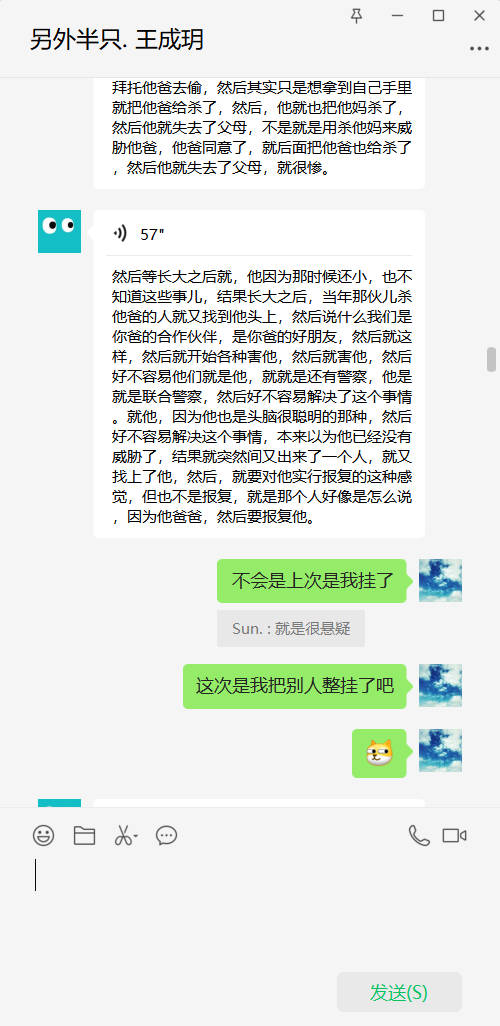 另外半只. 王成玥
拜托他爸去偷，然后其实只是想拿到自己手里
就把他爸给杀了，然后，他就也把他妈杀了，
然后他就失去了父母，不是就是用杀他妈来威
胁他爸，他爸同意了，就后面把他爸也给杀了
，然后他就失去了父母，就很惨。
57"
然后等长大之后就，他因为那时候还小，也不
知道这些事儿，结果长大之后，当年那伙儿杀
他爸的人就又找到他头上，然后说什么我们是
你爸的合作伙伴，是你爸的好朋友，然后就这
样，然后就开始各种害他，然后就害他，然后
好不容易他们就是他，就就是还有警察，他是
就是联合警察，然后好不容易解决了这个事情
。就他，因为他也是头脑很聪明的那种，然后
好不容易解决这个事情，本来以为他已经没有
威胁了，结果就突然间又出来了一个人，就又
找上了他，然后，就要对他实行报复的这种感
觉，但也不是报复，就是那个人好像是怎么说
，因为他爸爸，然后要报复他。
不会是上次是我挂了
Sun. : 就是很悬疑
这次是我把别人整挂了吧
发送(S)